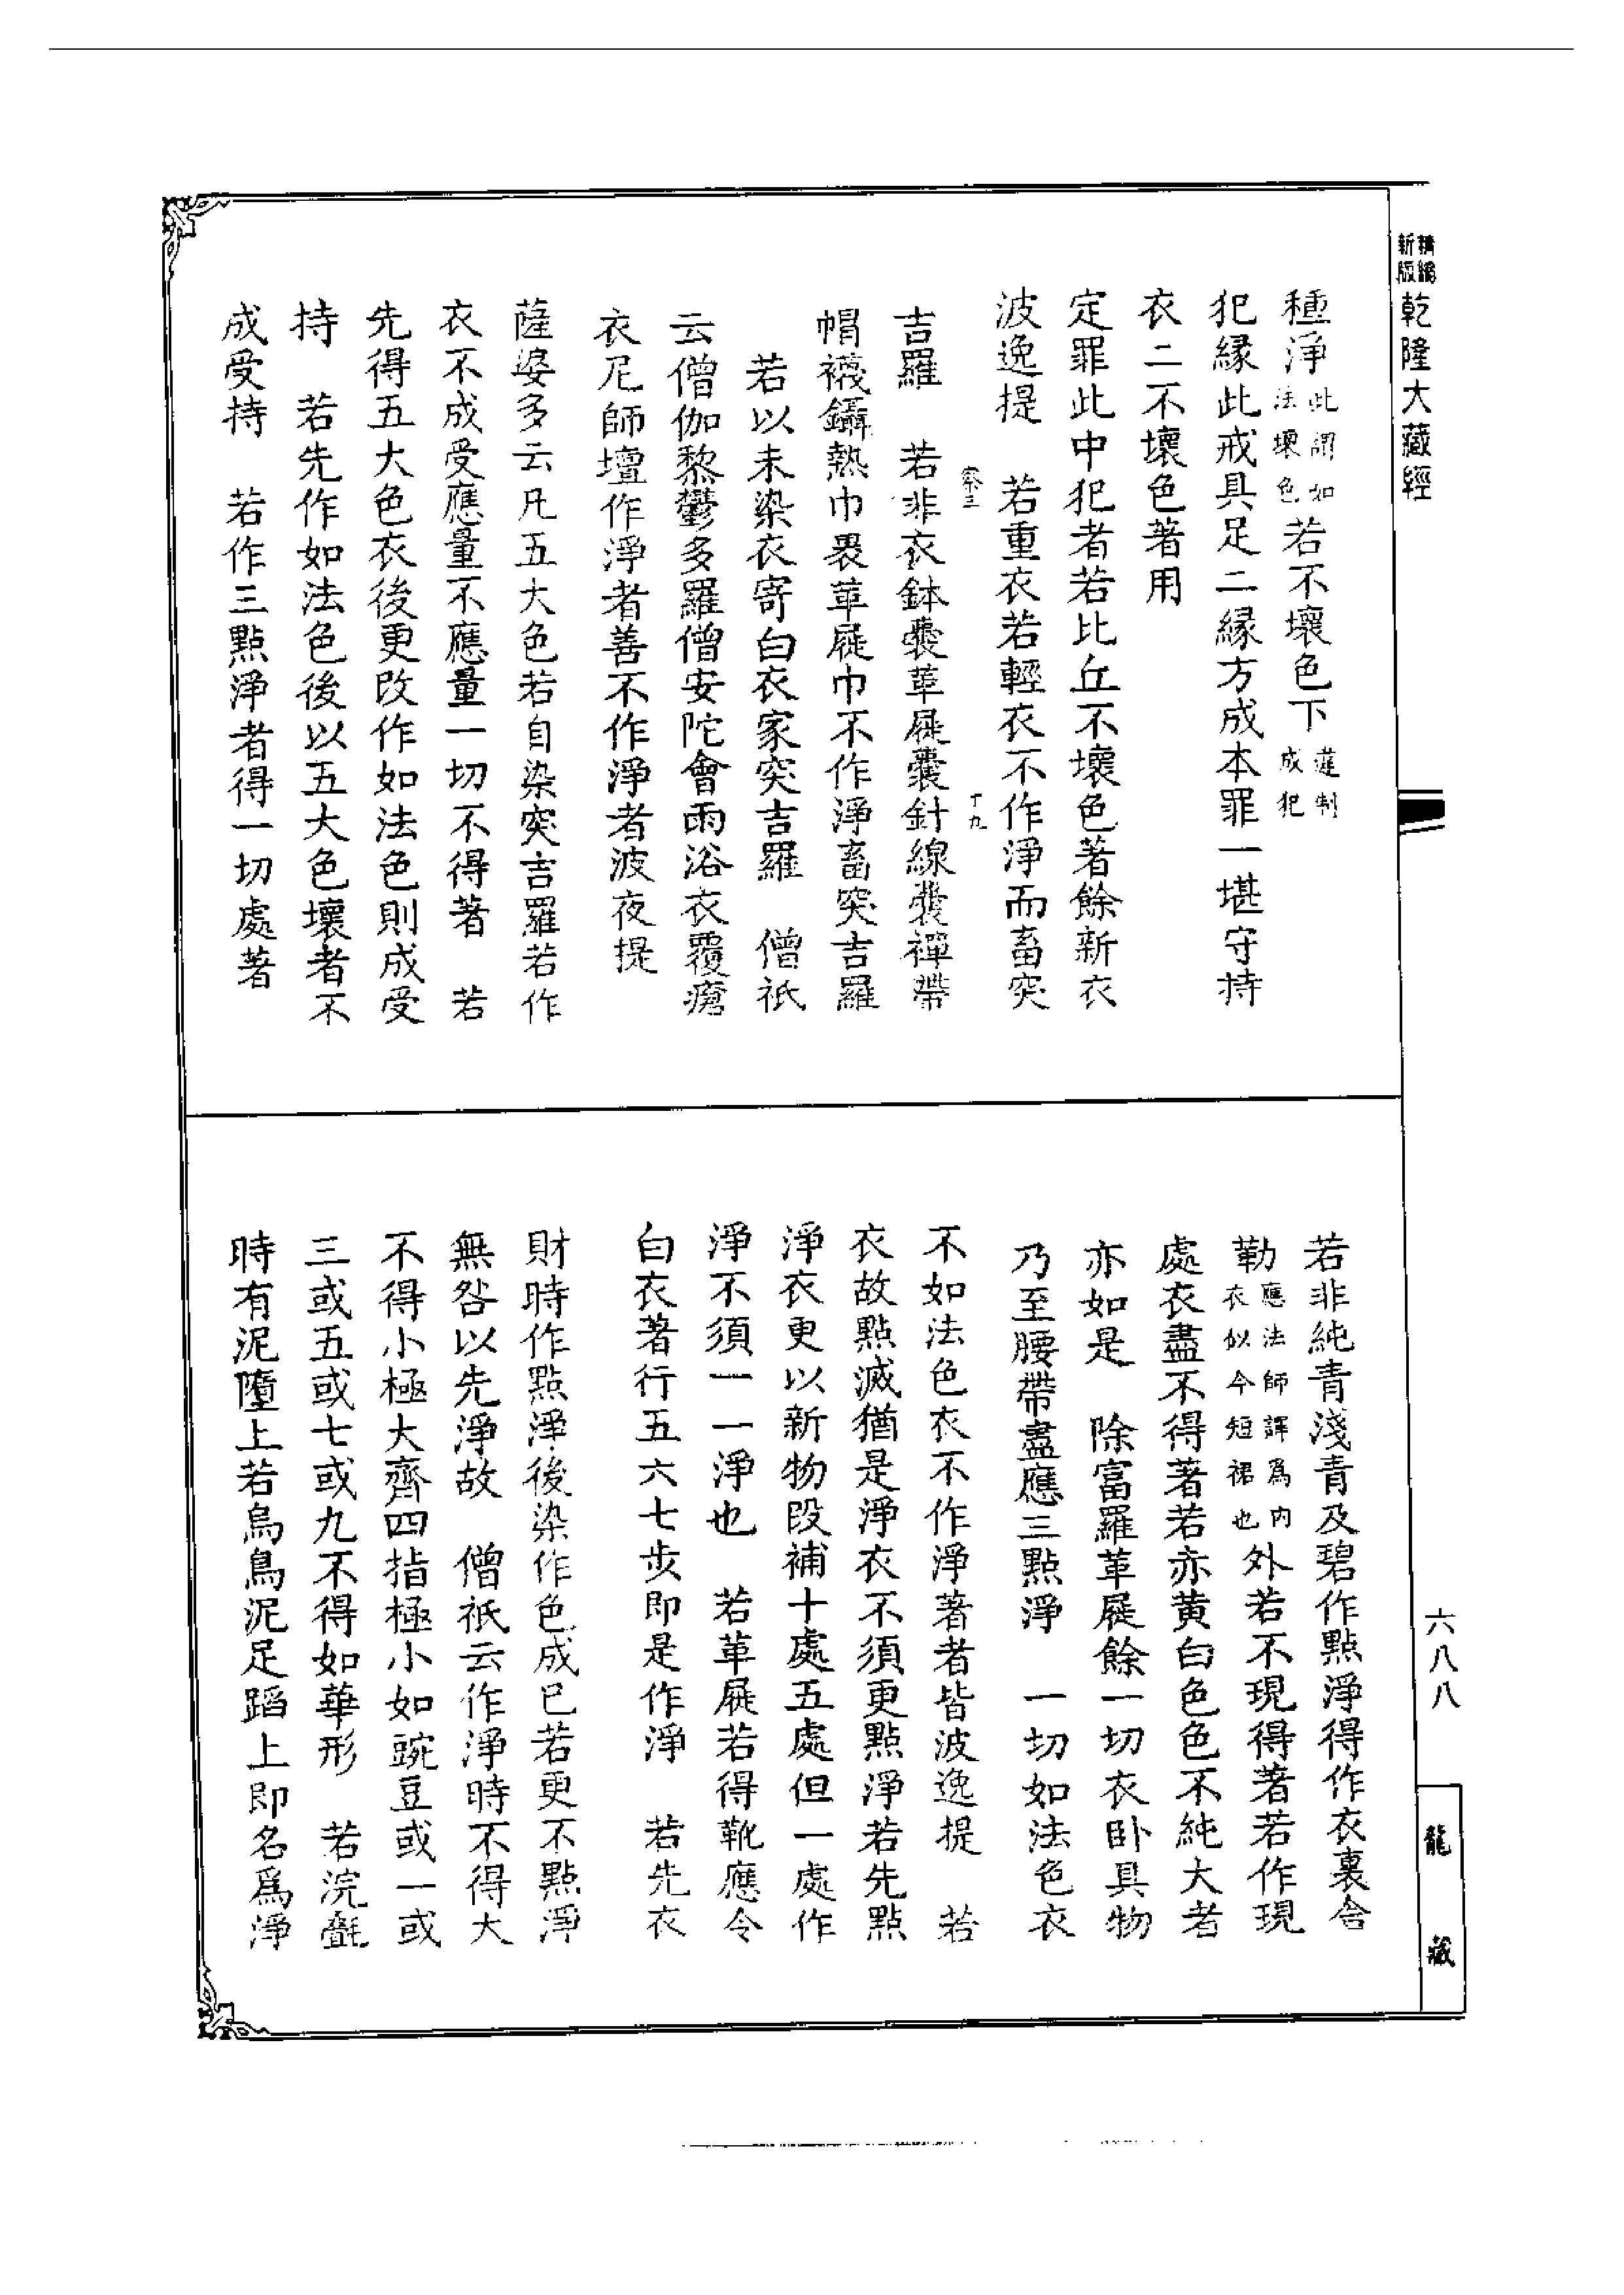 精編
新版
乾隆大藏經
種淨此謂如法壞色若不壞色下違制成犯
犯緣此戒具足二緣方成本罪一堪守持
衣二不壞色著用
定罪此中犯者若比丘不壞色著餘新衣
波逸提　若重衣若輕衣不作淨而畜突
卷三　十九
吉羅　若非衣鉢囊革屣囊針線囊禪帶
帽襪鑷熱巾裹革屣巾不作淨畜突吉羅
若以未染衣寄白衣家突吉羅　僧祇
云僧伽黎鬱多羅僧安陀會雨浴衣覆瘡
衣尼師壇作淨者善不作淨者波夜提
薩婆多云凡五大色若自染突吉羅若作
衣不成受應量不應量一切不得著　若
先得五大色衣後更改作如法色則成受
持　若先作如法色後以五大色壞者不
成受持　若作三點淨者得一切處著
若非純青淺青及碧作點淨得作衣裏舍
勒應法師譯爲內衣似今短裙也外若不現得著若作現
處衣盡不得著若亦黃白色色不純大者
亦如是　除富羅革屣餘一切衣臥具物
乃至腰帶盡應三點淨　一切如法色衣
不如法色衣不作淨著者皆波逸提　若
衣故點滅猶是淨衣不須更點淨若先點
淨衣更以新物段補十處五處但一處作
淨不須一一淨也　若革屣若得靴應令
白衣著行五六七步即是作淨　若先衣
財時作點淨後染作色成已若更不點淨
無咎以先淨故　僧祇云作淨時不得大
不得小極大齊四指極小如豌豆或一或
三或五或七或九不得如華形　若浣㲲
時有泥墮上若烏鳥泥足蹈上即名爲淨
六八八
龍藏